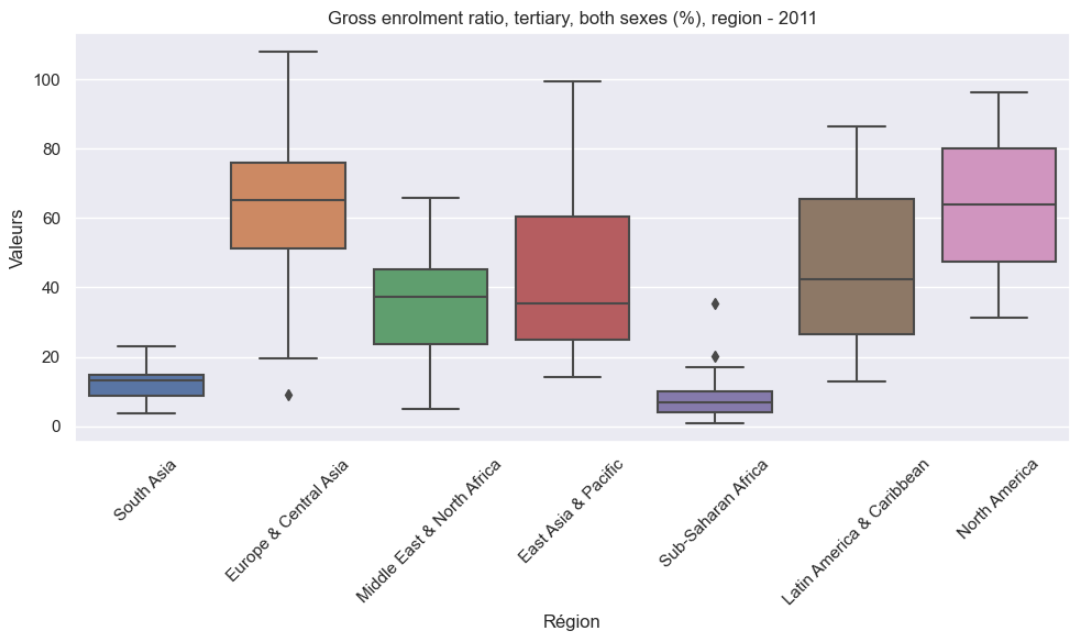 Gross enrolment ratio, tertiary, both sexes (%), region - 2011
Valeurs
100
80
60
40
20
0
South Asia
Europe & Central Asia
Middle East & North Africa
East Asia & Pacific
Sub-Saharan Africa
Latin America & Caribbean
North America
Région